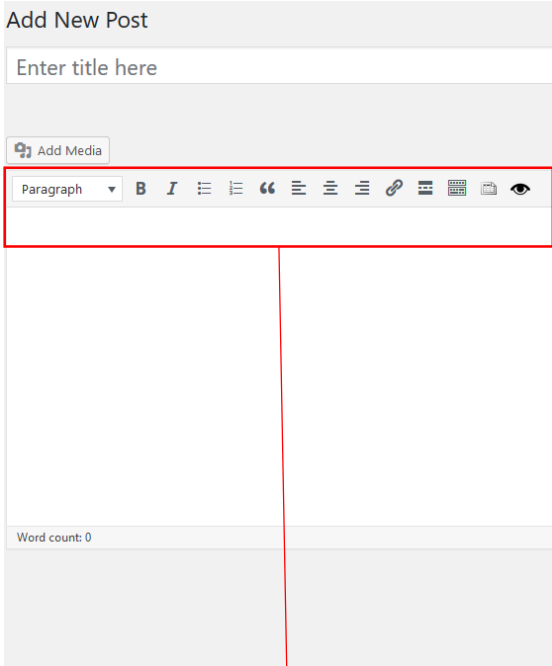 Add New Post
Enter title here
Add Media
Paragraph
Word count: 0